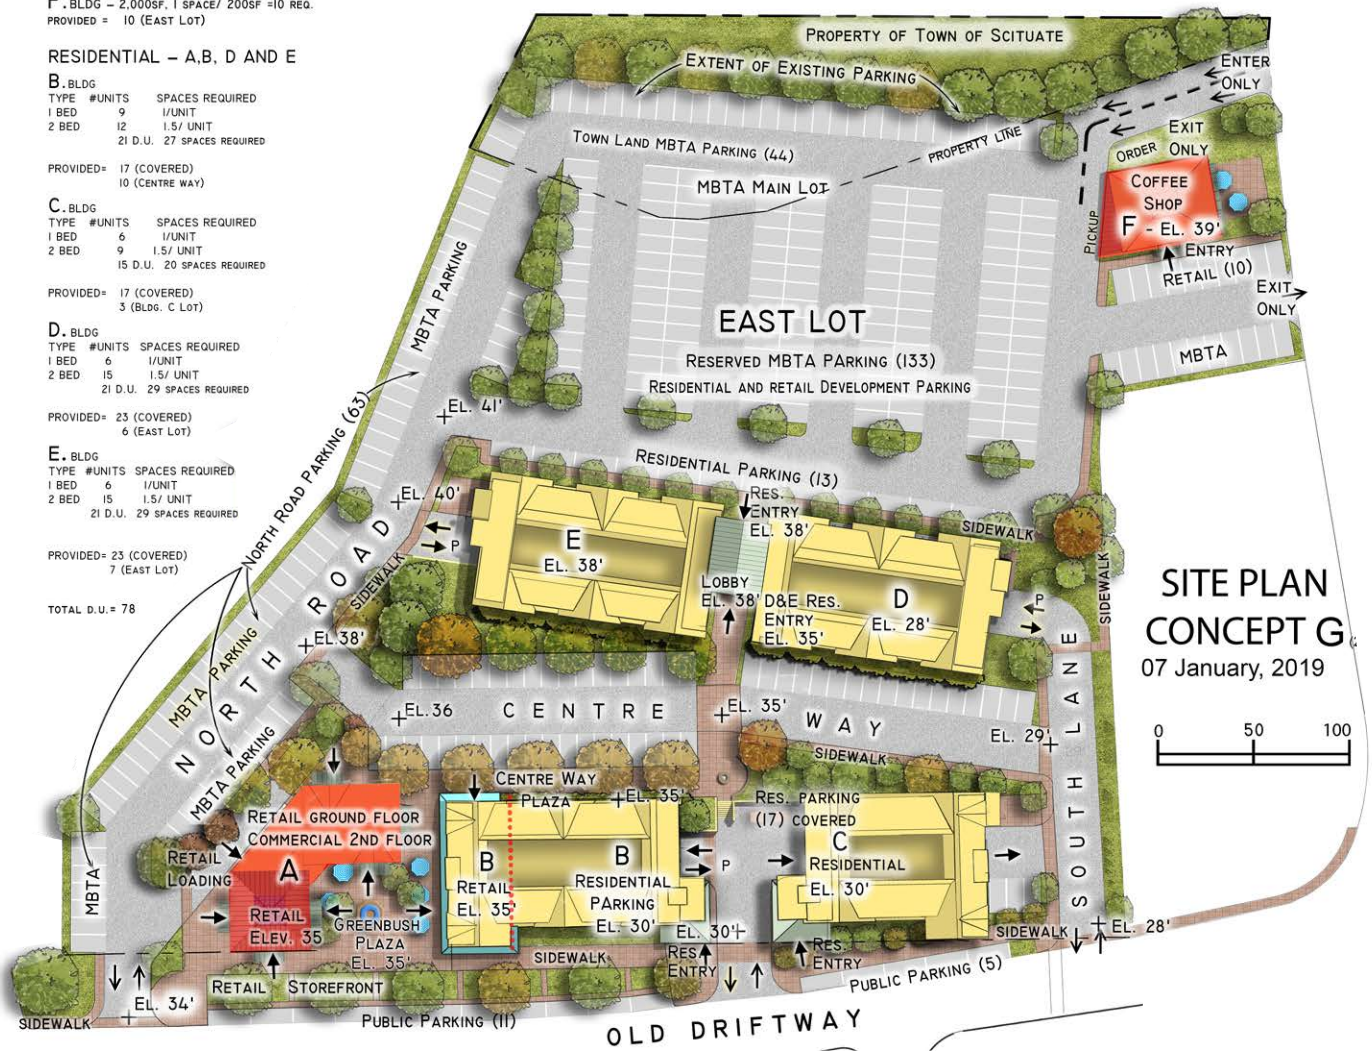 F. BLDG – 2,000SF, 1 SPACE/ 200SF =10 REQ.
PROVIDED = 10 (EAST LOT)
RESIDENTIAL – A,B, D AND E
B. BLDG
TYPE #UNITS SPACES REQUIRED
1 BED 9 1/UNIT
2 BED 12 1.5/ UNIT
21 D.U. 27 SPACES REQUIRED
PROVIDED= 17 (COVERED)
10 (CENTRE WAY)
C. BLDG
TYPE #UNITS SPACES REQUIRED
1 BED 6 1/UNIT
2 BED 9 1.5/ UNIT
15 D.U. 20 SPACES REQUIRED
PROVIDED= 17 (COVERED)
3 (BLDG. C LOT)
D. BLDG
TYPE #UNITS SPACES REQUIRED
1 BED 6 1/UNIT
2 BED 15 1.5/ UNIT
21 D.U. 29 SPACES REQUIRED
PROVIDED= 23 (COVERED)
6 (EAST LOT)
E. BLDG
TYPE #UNITS SPACES REQUIRED
1 BED 6 1/UNIT
2 BED 15 1.5/ UNIT
21 D.U. 29 SPACES REQUIRED
PROVIDED= 23 (COVERED)
7 (EAST LOT)
TOTAL D.U.= 78
PROPERTY OF TOWN OF SCITUATE
EXTENT OF EXISTING PARKING
ENTER
ONLY
TOWN LAND MBTA PARKING (44)
PROPERTY LINE
MBTA MAIN LOT
EXIT
ONLY
ORDER
COFFEE
SHOP
F - EL. 39'
PICKUP
ENTRY
RETAIL (10)
EXIT
ONLY
MBTA
MBTA PARKING
EAST LOT
RESERVED MBTA PARKING (133)
RESIDENTIAL AND RETAIL DEVELOPMENT PARKING
EL. 41'
NORTH ROAD PARKING (63)
RESIDENTIAL PARKING (13)
EL. 40'
RES.
ENTRY
EL. 38'
SIDEWALK
E
EL. 38'
P
LOBBY
EL. 38'
D&E RES.
ENTRY
EL. 35'
D
EL. 28'
P
SIDEWALK
SIDEWALK
SITE PLAN
CONCEPT G
07 January, 2019
0 50 100
NORTH ROAD
MBTA PARKING
EL.38'
MBTA PARKING
EL.36
CENTRE WAY
EL. 35'
EL. 29'
SOUTH LANE
SIDEWALK
CENTRE WAY
PLAZA
EL. 35'
RES. PARKING
(17) COVERED
RETAIL GROUND FLOOR
COMMERCIAL 2ND FLOOR
A
RETAIL
LOADING
RETAIL
ELEV. 35
MBTA
GREENBUSH
PLAZA
EL. 35'
B
RETAIL
EL. 35'
B
RESIDENTIAL
PARKING
EL. 30'
P
C
RESIDENTIAL
EL. 30'
EL. 30'
RES.
ENTRY
RES.
ENTRY
SIDEWALK
SIDEWALK
EL. 28'
RETAIL STOREFRONT
EL. 34'
SIDEWALK
PUBLIC PARKING (11)
PUBLIC PARKING (5)
OLD DRIFTWAY